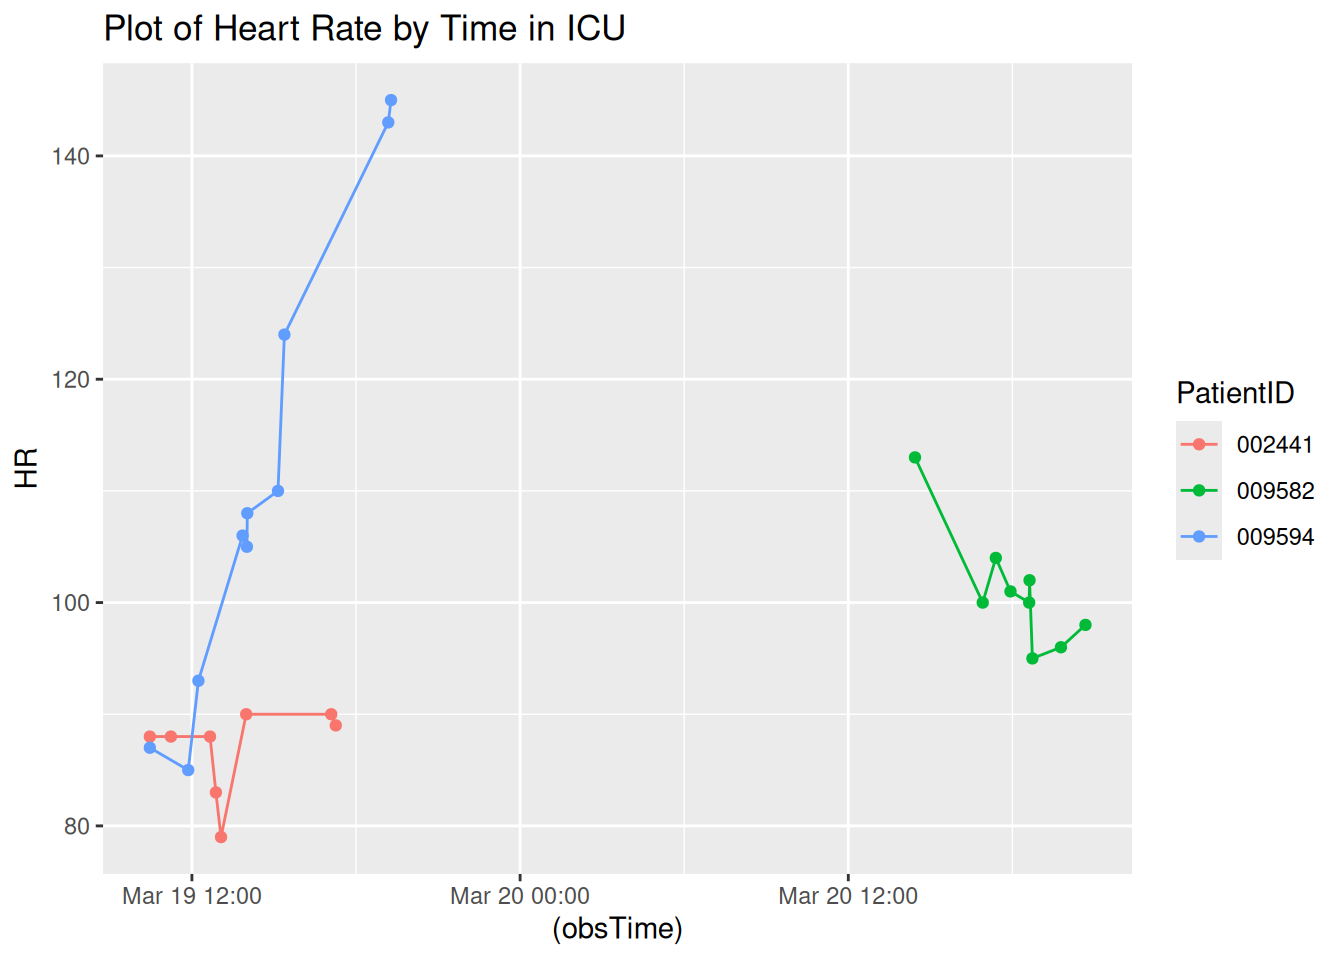 Plot of Heart Rate by Time in ICU
140
120
100
80
HR
Mar 19 12:00
Mar 20 00:00
Mar 20 12:00
(obsTime)
PatientID
002441
009582
009594